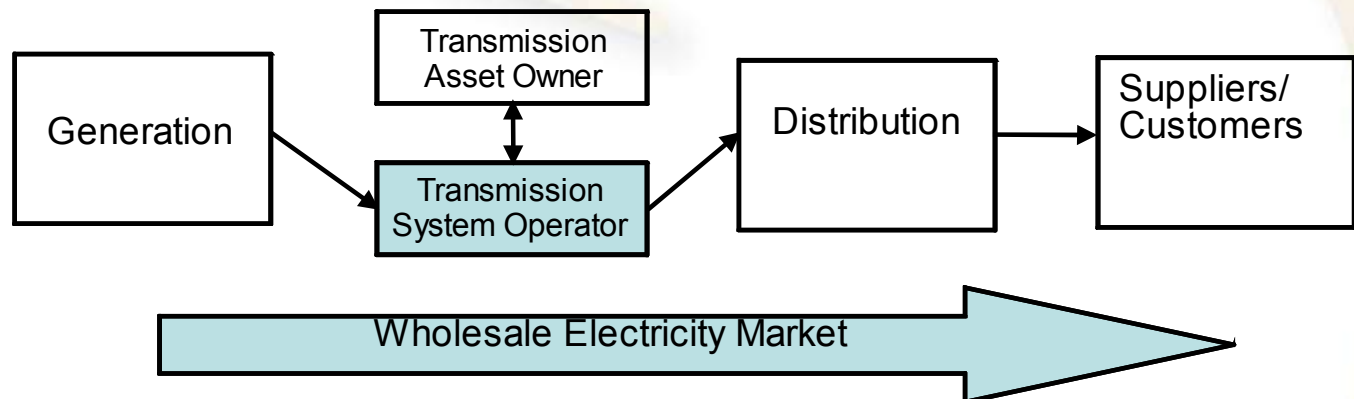 Generation
Transmission
Asset Owner
Transmission
System Operator
Distribution
Suppliers/
Customers
Wholesale Electricity Market